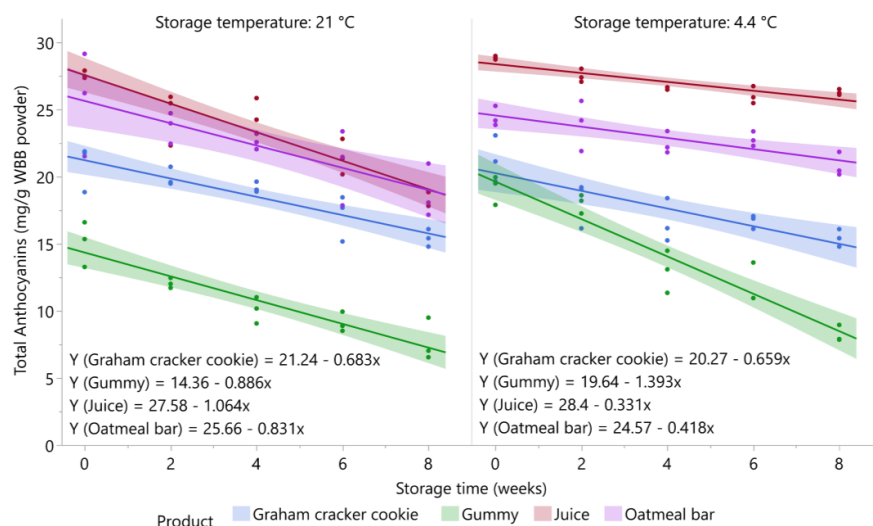 Storage temperature: 21 °C
Storage temperature: 4.4 °C
Total Anthocyanins (mg/g WBB powder)
30
25
20
15
10
5
0
Y (Graham cracker cookie) = 21.24 - 0.683x
Y (Gummy) = 14.36 - 0.886x
Y (Juice) = 27.58 - 1.064x
Y (Oatmeal bar) = 25.66 - 0.831x
Y (Graham cracker cookie) = 20.27 - 0.659x
Y (Gummy) = 19.64 - 1.393x
Y (Juice) = 28.4 - 0.331x
Y (Oatmeal bar) = 24.57 - 0.418x
0 2 4 6 8
0 2 4 6 8
Storage time (weeks)
Product Graham cracker cookie Gummy Juice Oatmeal bar